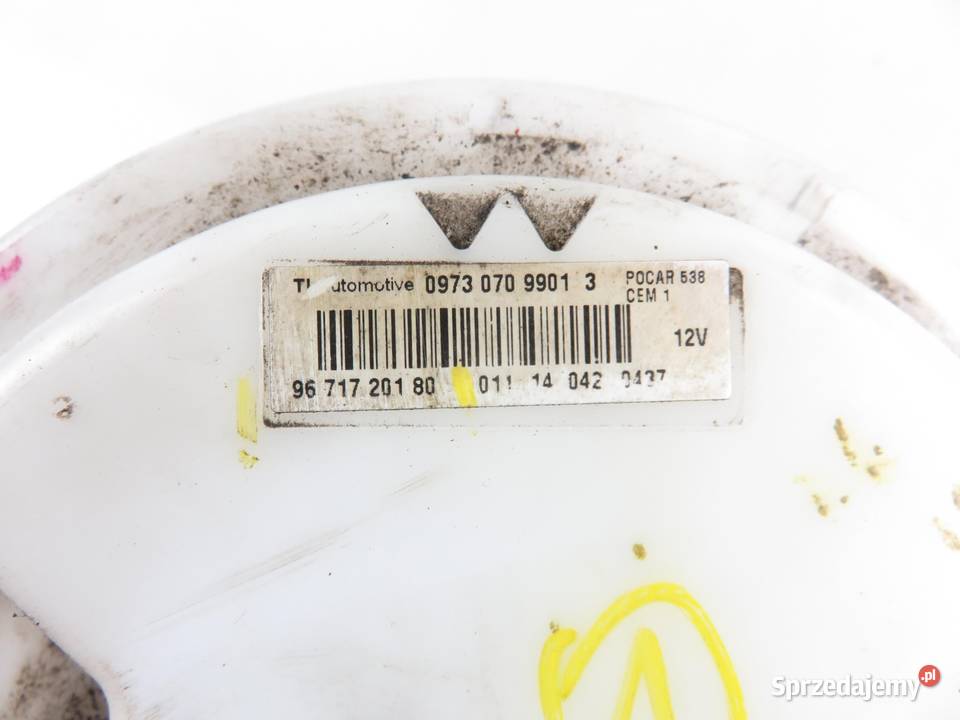 TI Automotive 0973 070 9901 3
POCAR 538
CEM 1
12V
96 717 201 80 011 14 042 0437
Sprzedajemy.pl